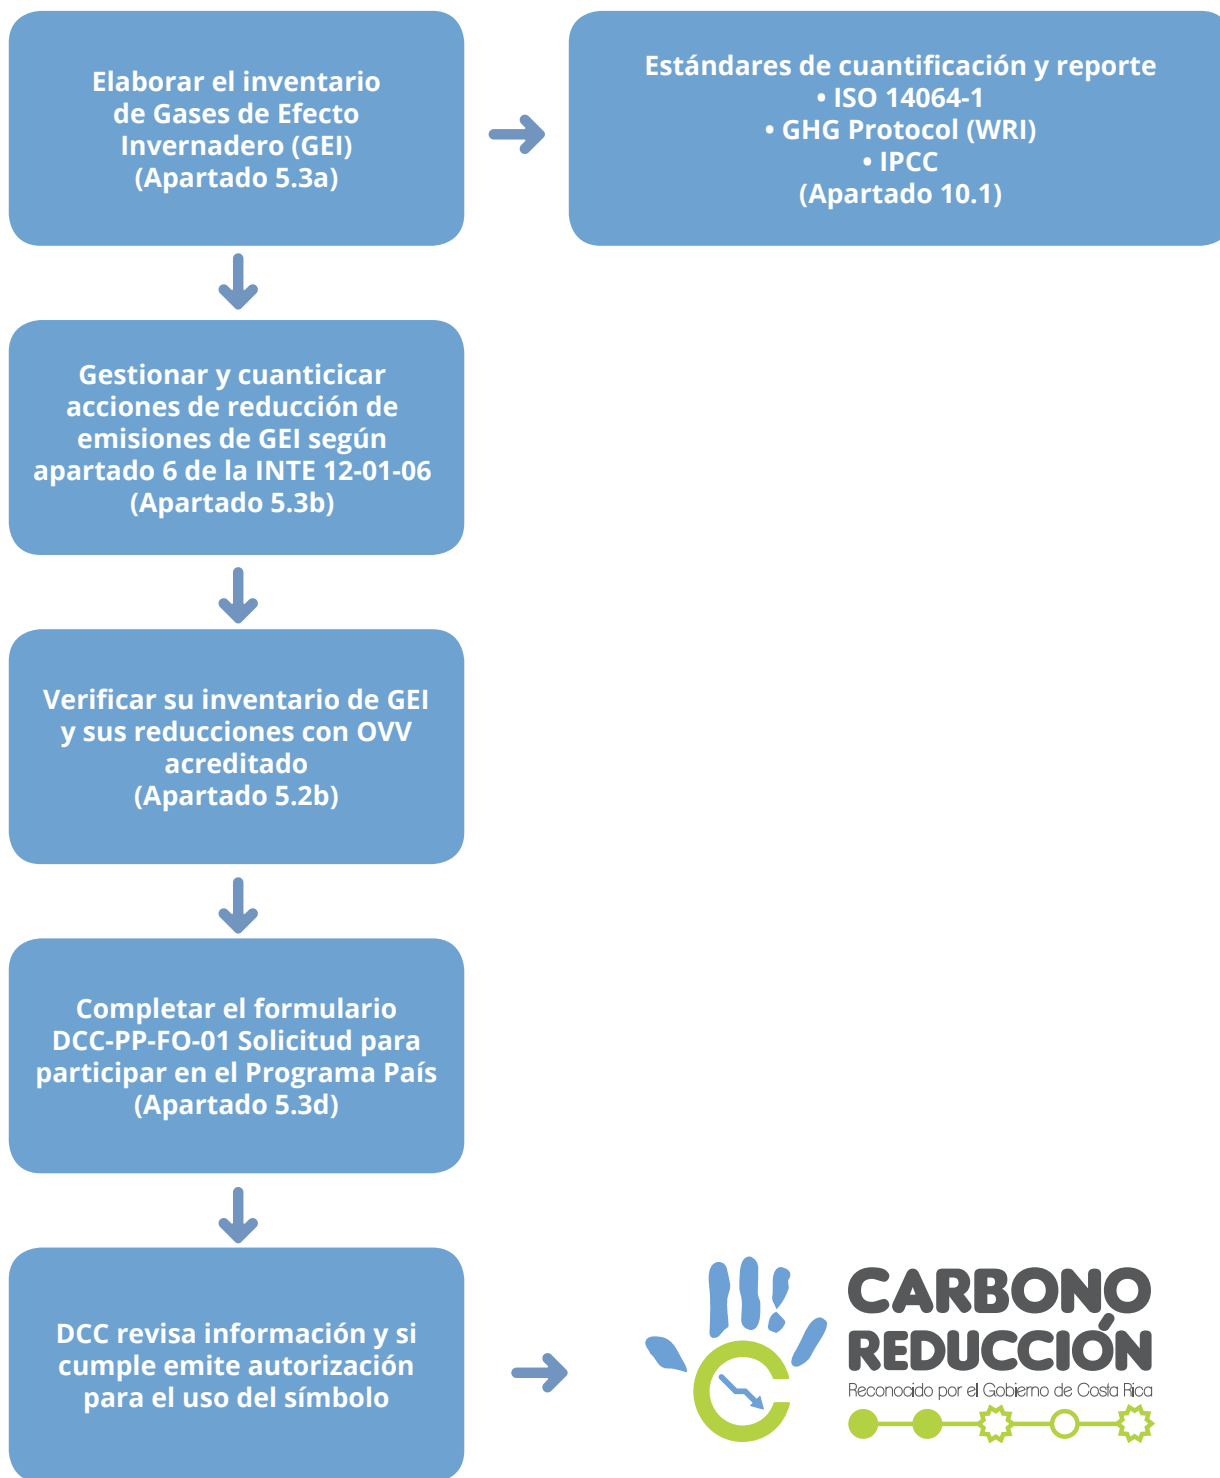 Elaborar el inventario
de Gases de Efecto
Invernadero (GEI)
(Apartado 5.3a)
Estándares de cuantificación y reporte
• ISO 14064-1
• GHG Protocol (WRI)
• IPCC
(Apartado 10.1)
Gestionar y cuanticicar
acciones de reducción de
emisiones de GEI según
apartado 6 de la INTE 12-01-06
(Apartado 5.3b)
Verificar su inventario de GEI
y sus reducciones con OVV
acreditado
(Apartado 5.2b)
Completar el formulario
DCC-PP-FO-01 Solicitud para
participar en el Programa País
(Apartado 5.3d)
DCC revisa información y si
cumple emite autorización
para el uso del símbolo
CARBONO
REDUCCIÓN
Reconocido por el Gobierno de Costa Rica